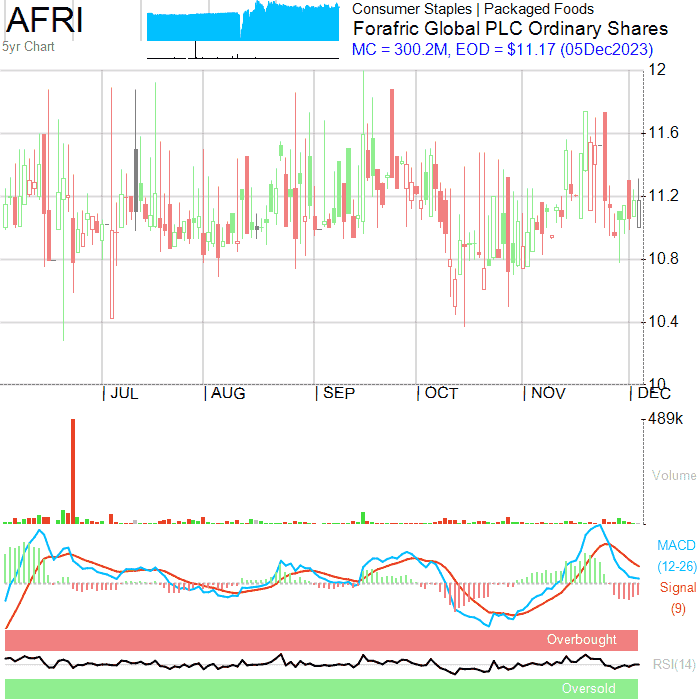 AFRI
5yr Chart
Consumer Staples | Packaged Foods
Forafric Global PLC Ordinary Shares
MC = 300.2M, EOD = $11.17 (05Dec2023)
12
11.6
11.2
10.8
10.4
10
JUL AUG SEP OCT NOV DEC
489k
Volume
MACD
(12-26)
Signal
(9)
Overbought
RSI(14)
Oversold